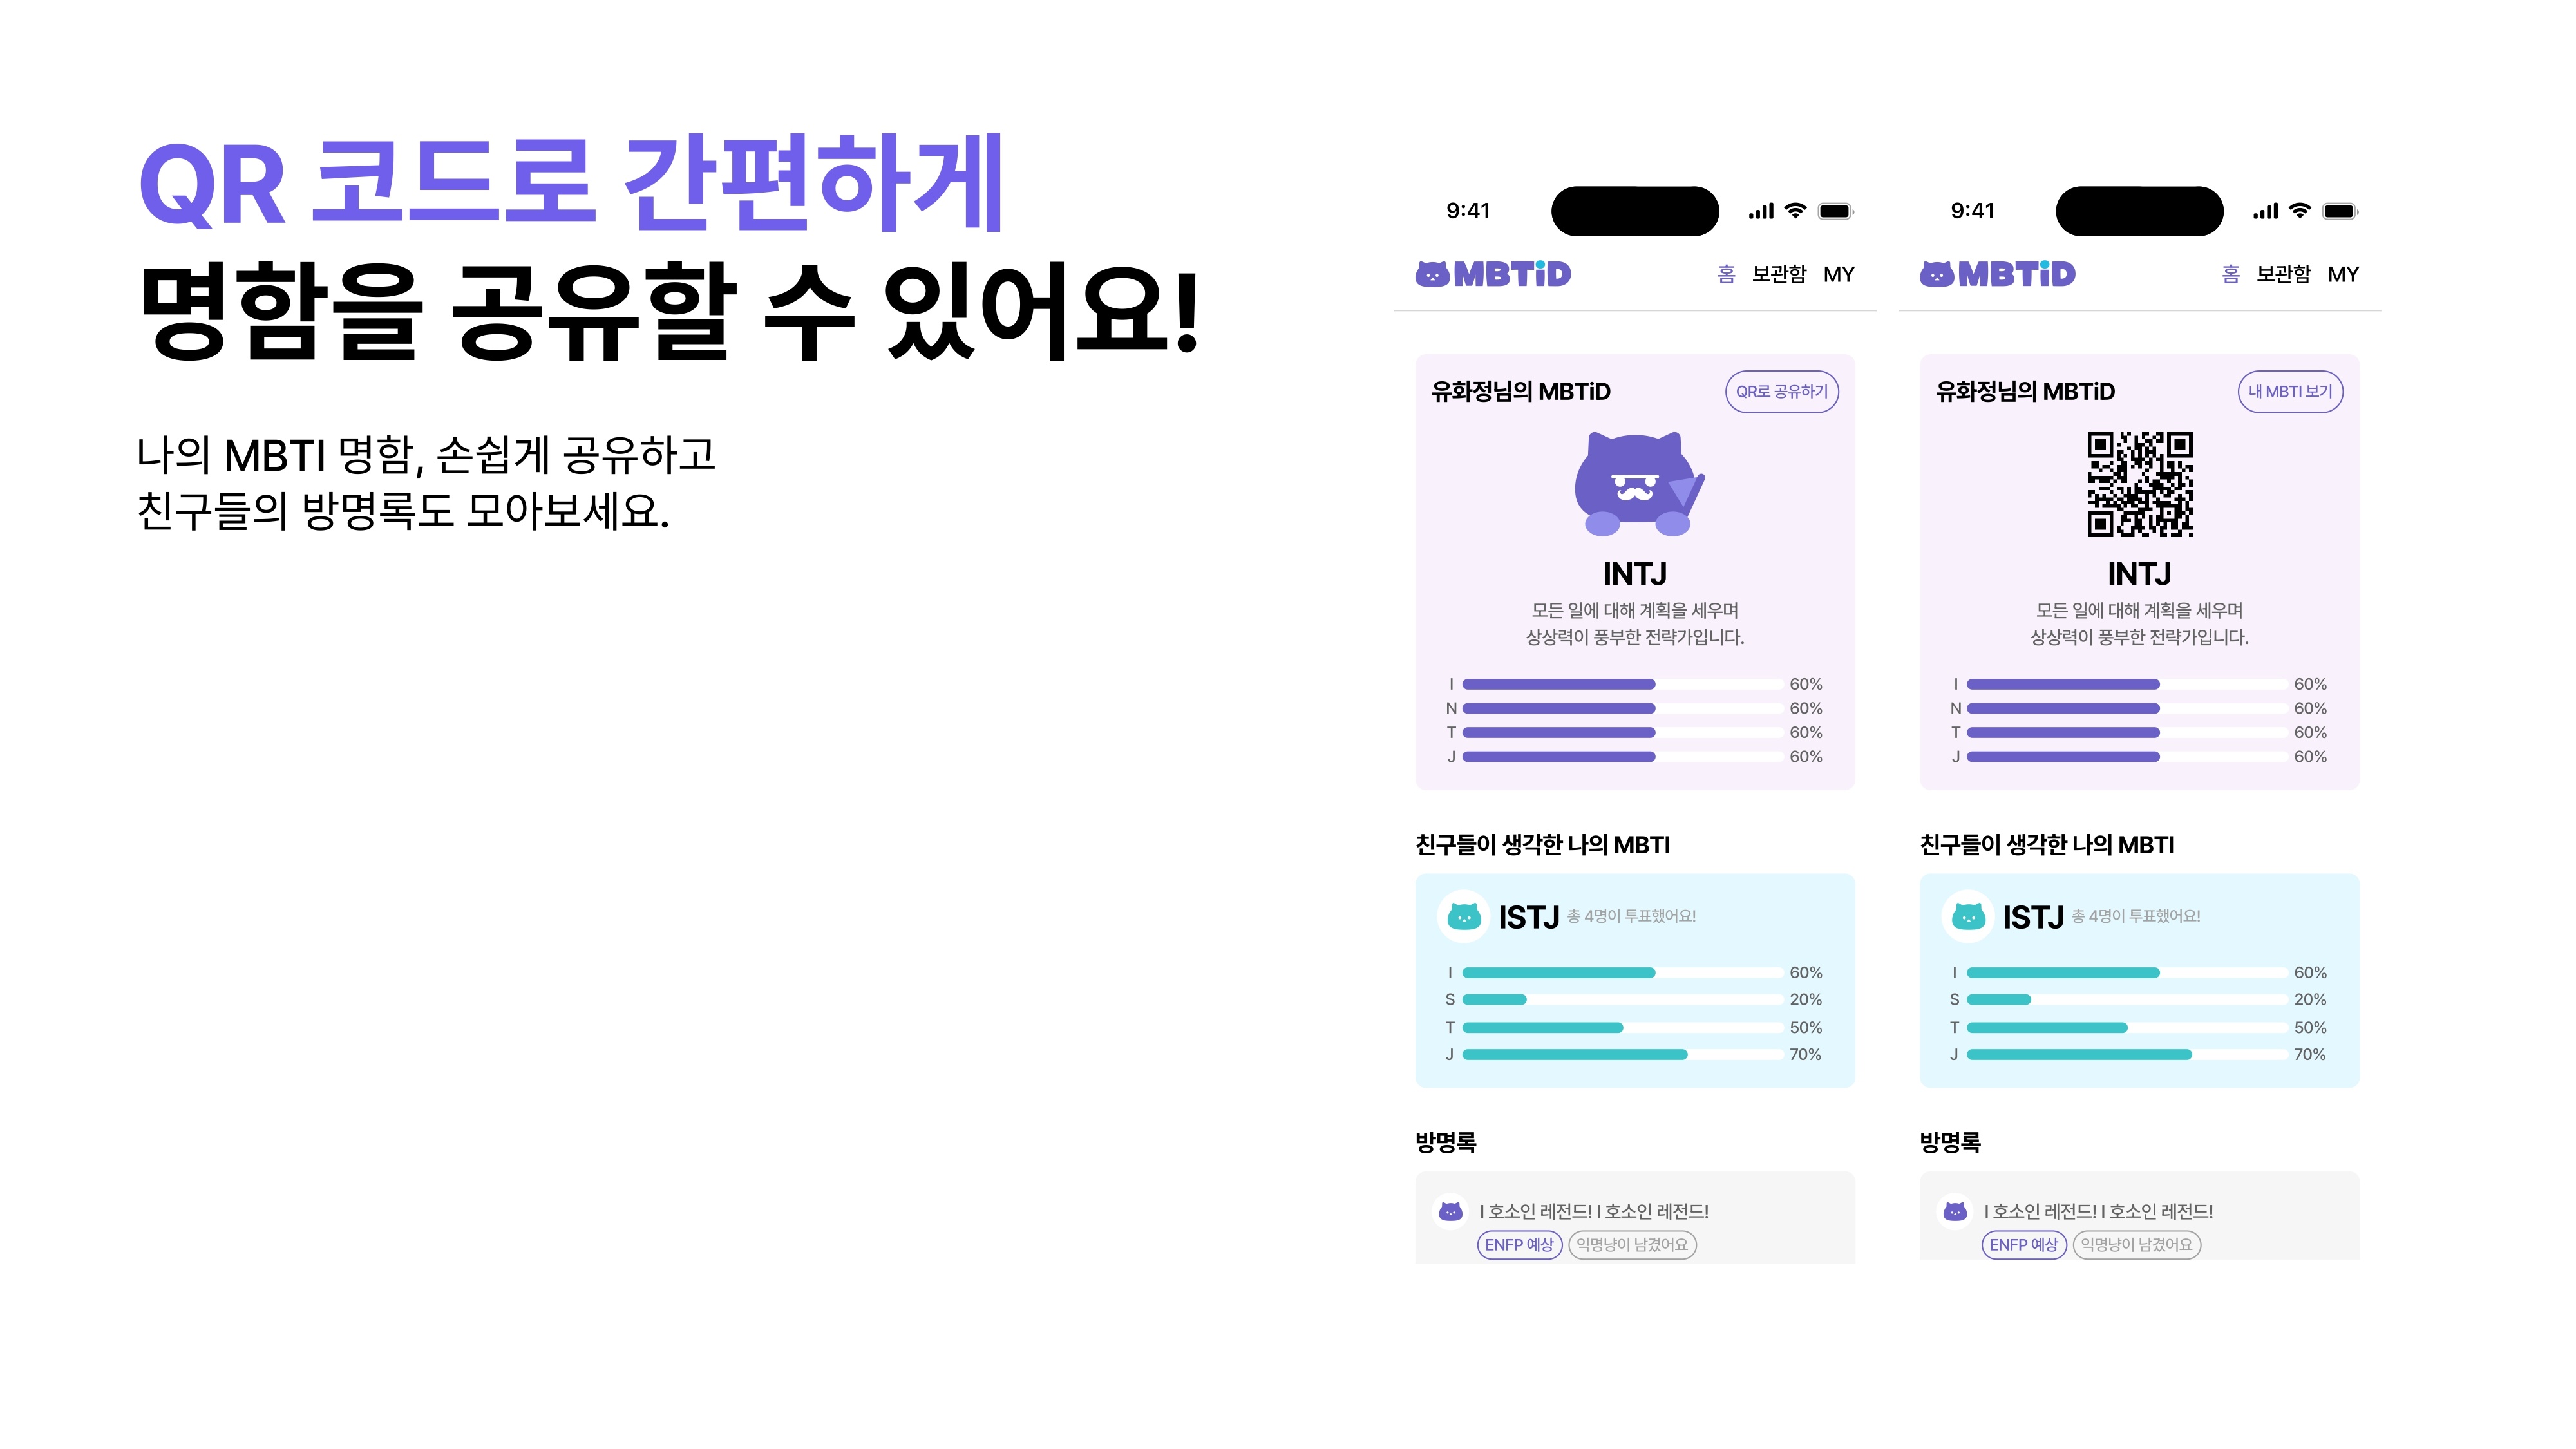 QR 코드로 간편하게
명함을 공유할 수 있어요!
나의 MBTI 명함, 손쉽게 공유하고
친구들의 방명록도 모아보세요.
9:41
MBTiD 홈 보관함 MY
유화정님의 MBTiD QR로 공유하기
INTJ
모든 일에 대해 계획을 세우며
상상력이 풍부한 전략가입니다.
I 60%
N 60%
T 60%
J 60%
친구들이 생각한 나의 MBTI
ISTJ 총 4명이 투표했어요!
I 60%
S 20%
T 50%
J 70%
방명록
I 호소인 레전드! I 호소인 레전드!
ENFP 예상 익명냥이 남겼어요
9:41
MBTiD 홈 보관함 MY
유화정님의 MBTiD 내 MBTI 보기
INTJ
모든 일에 대해 계획을 세우며
상상력이 풍부한 전략가입니다.
I 60%
N 60%
T 60%
J 60%
친구들이 생각한 나의 MBTI
ISTJ 총 4명이 투표했어요!
I 60%
S 20%
T 50%
J 70%
방명록
I 호소인 레전드! I 호소인 레전드!
ENFP 예상 익명냥이 남겼어요